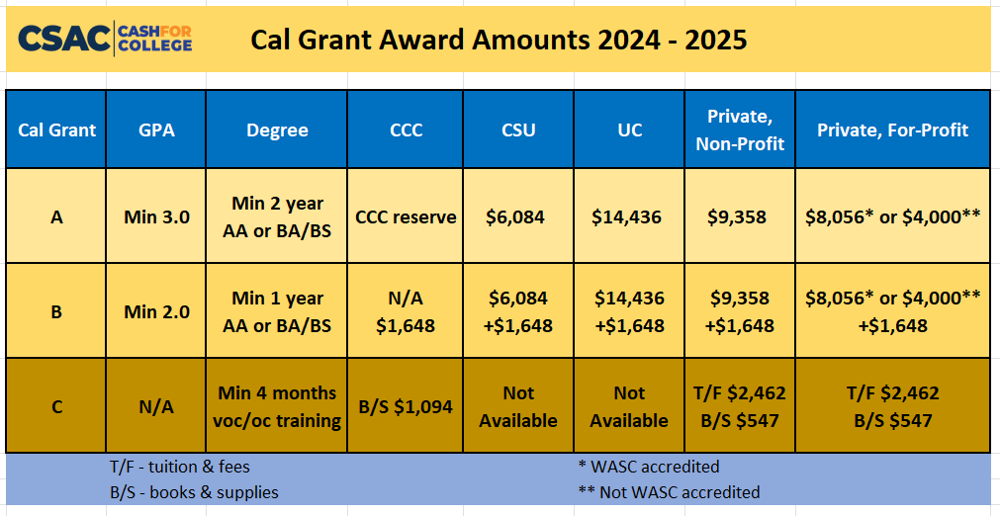 CSAC CASHFOR
COLLEGE
Cal Grant Award Amounts 2024 - 2025
Cal Grant GPA Degree CCC CSU UC Private,
Non-Profit Private, For-Profit
A Min 3.0 Min 2 year
AA or BA/BS CCC reserve $6,084 $14,436 $9,358 $8,056* or $4,000**
B Min 2.0 Min 1 year
AA or BA/BS N/A
$1,648 $6,084
+$1,648 $14,436
+$1,648 $9,358
+$1,648 $8,056* or $4,000**
+$1,648
C N/A Min 4 months
voc/oc training B/S $1,094 Not
Available Not
Available T/F $2,462
B/S $547 T/F $2,462
B/S $547
T/F - tuition & fees * WASC accredited
B/S - books & supplies ** Not WASC accredited